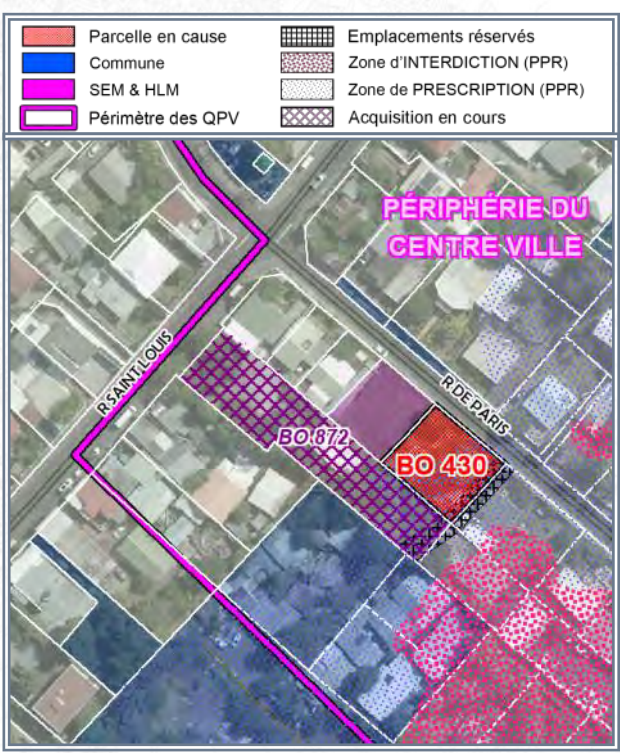 Parcelle en cause
Commune
SEM & HLM
Périmètre des QPV
Emplacements réservés
Zone d'INTERDICTION (PPR)
Zone de PRESCRIPTION (PPR)
Acquisition en cours
PÉRIPHÉRIE DU
CENTRE VILLE
R SAINT LOUIS
R DE PARIS
BO 872
BO 430